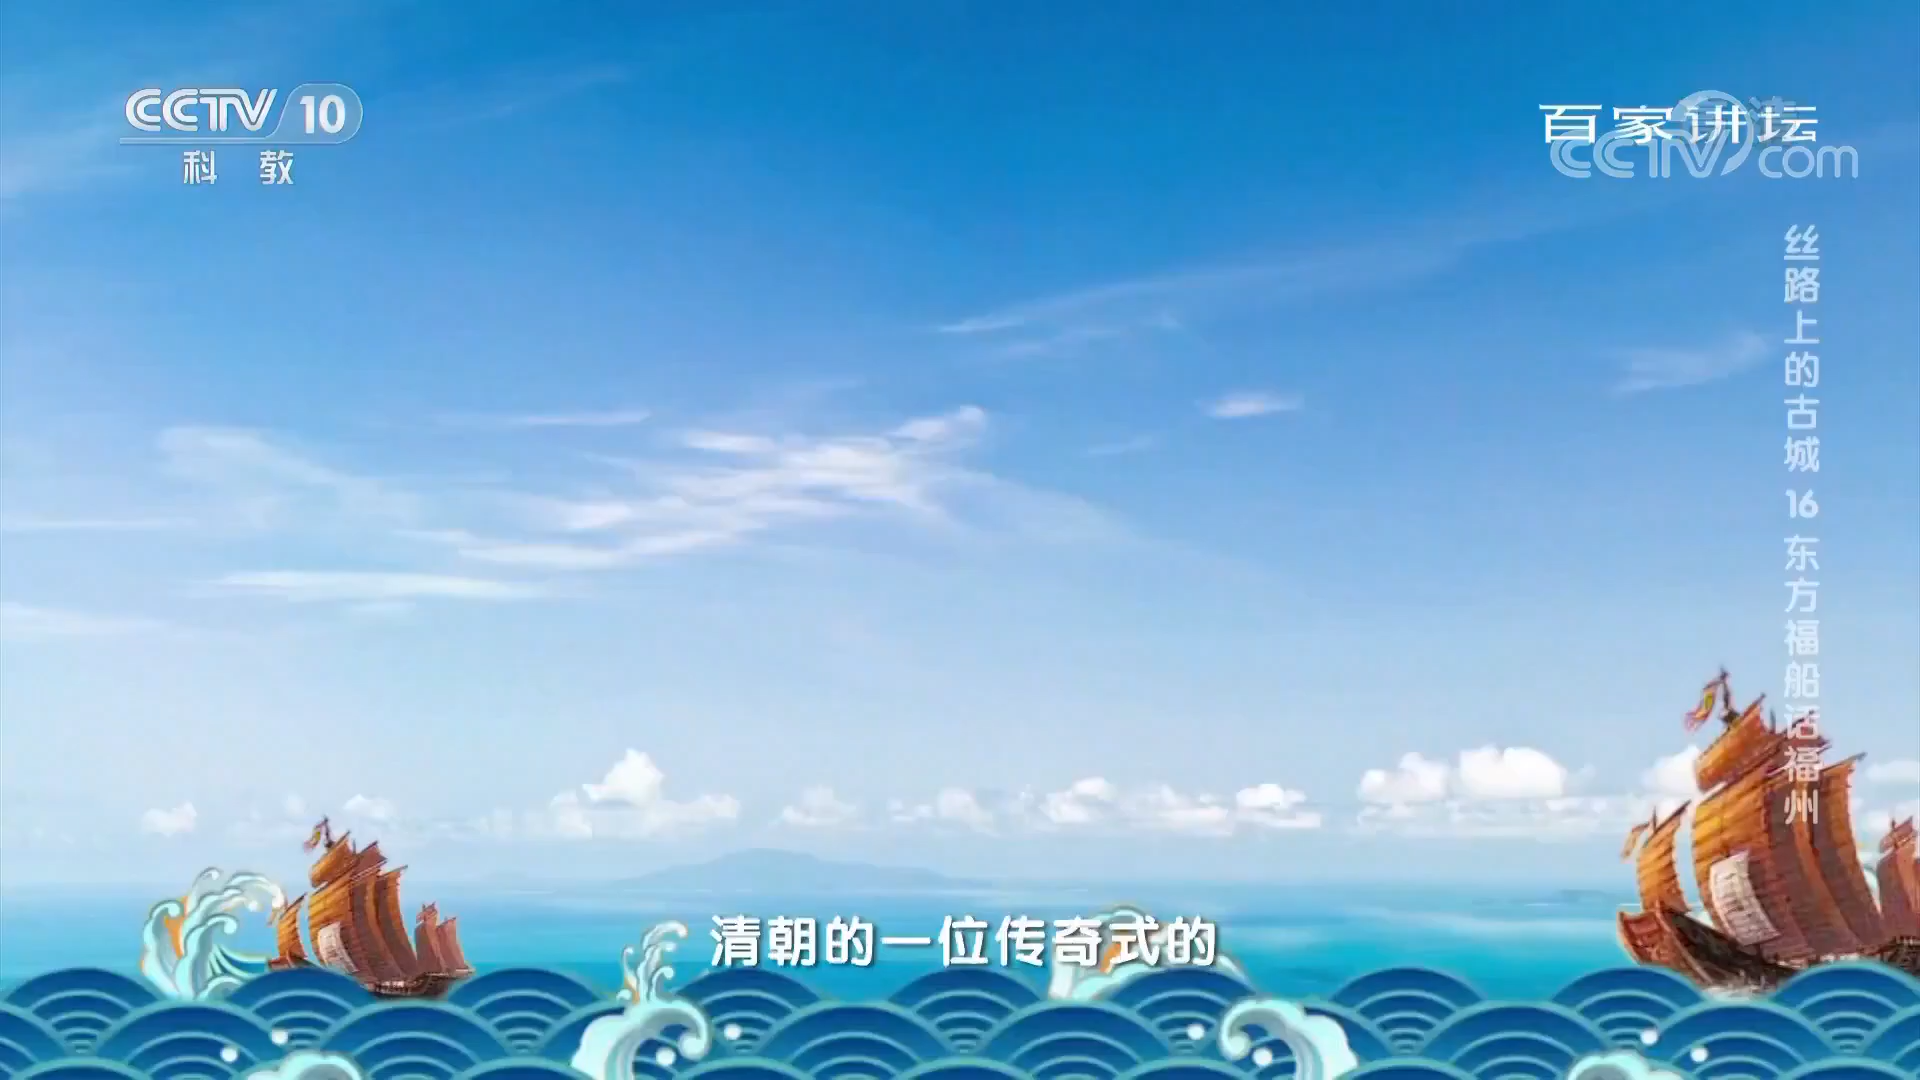 CCTV 10
科 教
百家讲坛
CCTV.com
丝路上的古城 16 东方福船话福州
清朝的一位传奇式的